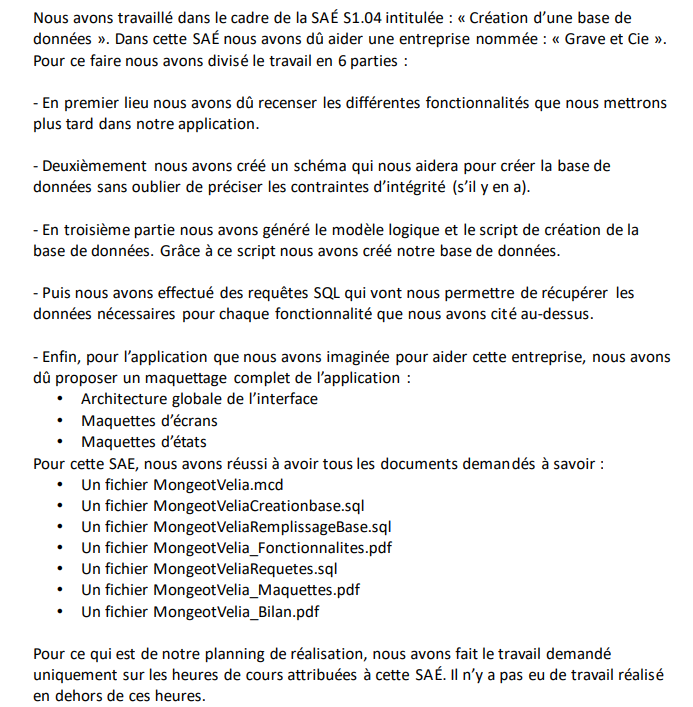 Nous avons travaillé dans le cadre de la SAÉ S1.04 intitulée : « Création d’une base de
données ». Dans cette SAÉ nous avons dû aider une entreprise nommée : « Grave et Cie ».
Pour ce faire nous avons divisé le travail en 6 parties :
- En premier lieu nous avons dû recenser les différentes fonctionnalités que nous mettrons
plus tard dans notre application.
- Deuxièmement nous avons créé un schéma qui nous aidera pour créer la base de
données sans oublier de préciser les contraintes d’intégrité (s’il y en a).
- En troisième partie nous avons généré le modèle logique et le script de création de la
base de données. Grâce à ce script nous avons créé notre base de données.
- Puis nous avons effectué des requêtes SQL qui vont nous permettre de récupérer les
données nécessaires pour chaque fonctionnalité que nous avons cité au-dessus.
- Enfin, pour l’application que nous avons imaginée pour aider cette entreprise, nous avons
dû proposer un maquettage complet de l’application :
• Architecture globale de l’interface
• Maquettes d’écrans
• Maquettes d’états
Pour cette SAE, nous avons réussi à avoir tous les documents demandés à savoir :
• Un fichier MongeotVelia.mcd
• Un fichier MongeotVeliaCreationbase.sql
• Un fichier MongeotVeliaRemplissageBase.sql
• Un fichier MongeotVelia_Fonctionnalites.pdf
• Un fichier MongeotVeliaRequetes.sql
• Un fichier MongeotVelia_Maquettes.pdf
• Un fichier MongeotVelia_Bilan.pdf
Pour ce qui est de notre planning de réalisation, nous avons fait le travail demandé
uniquement sur les heures de cours attribuées à cette SAÉ. Il n’y a pas eu de travail réalisé
en dehors de ces heures.